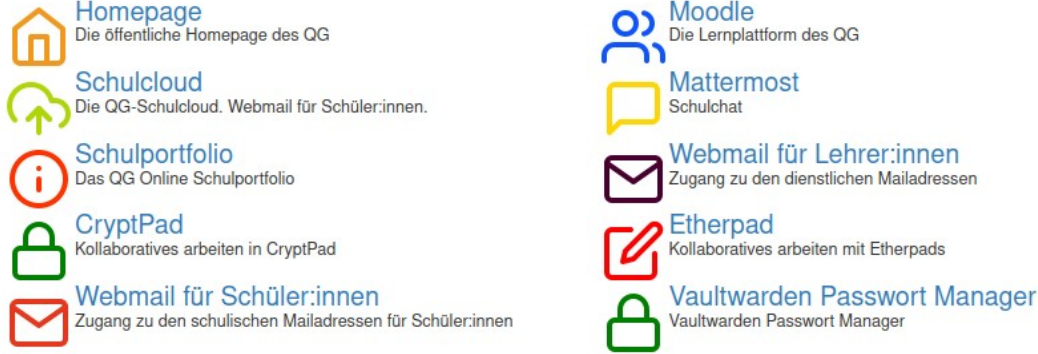 Homepage
Die öffentliche Homepage des QG
Moodle
Die Lernplattform des QG
Schulcloud
Die QG-Schulcloud. Webmail für Schüler:innen.
Mattermost
Schulchat
Schulportfolio
Das QG Online Schulportfolio
Webmail für Lehrer:innen
Zugang zu den dienstlichen Mailadressen
CryptPad
Kollaboratives arbeiten in CryptPad
Etherpad
Kollaboratives arbeiten mit Etherpads
Webmail für Schüler:innen
Zugang zu den schulischen Mailadressen für Schüler:innen
Vaultwarden Passwort Manager
Vaultwarden Passwort Manager